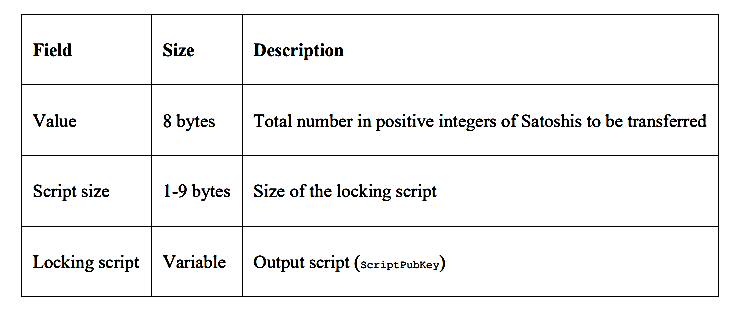 Field Size Description
Value 8 bytes Total number in positive integers of Satoshis to be transferred
Script size 1-9 bytes Size of the locking script
Locking script Variable Output script (ScriptPubKey)